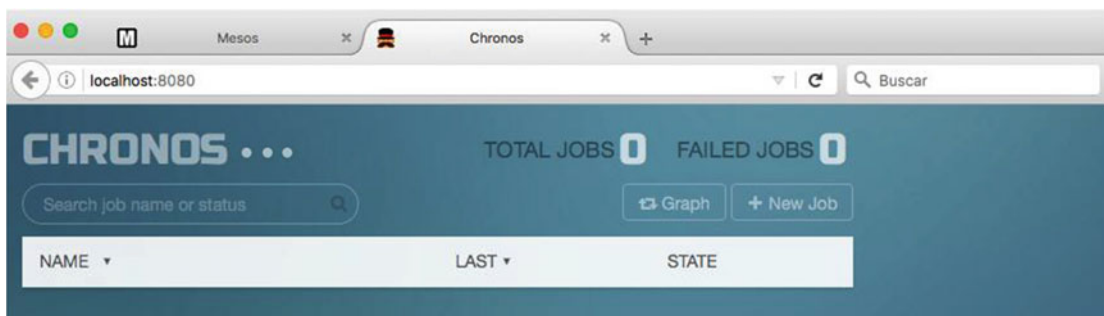 M Mesos Chronos
localhost:8080 Buscar
CHRONOS ... TOTAL JOBS 0 FAILED JOBS 0
Search job name or status Graph + New Job
NAME LAST STATE